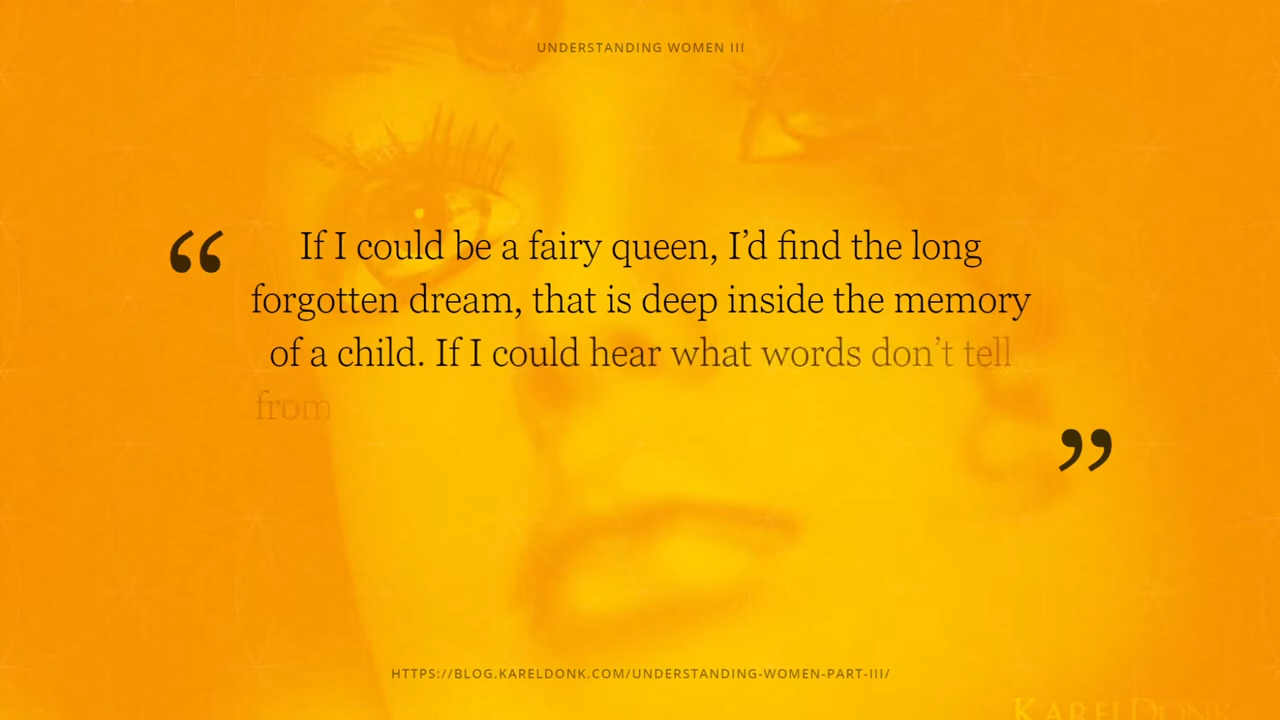 UNDERSTANDING WOMEN III
“ If I could be a fairy queen, I’d find the long
forgotten dream, that is deep inside the memory
of a child. If I could hear what words don’t tell
from ”
HTTPS://BLOG.KARELDONK.COM/UNDERSTANDING-WOMEN-PART-III/
KARELDONK